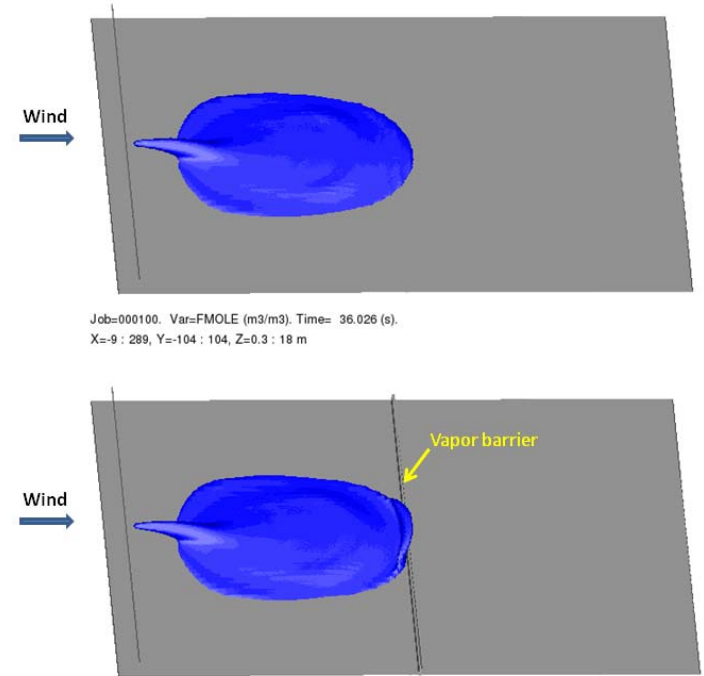 Wind
Job=000100. Var=FMOLE (m3/m3). Time= 36.026 (s).
X=-9 : 289, Y=-104 : 104, Z=0.3 : 18 m
Vapor barrier
Wind